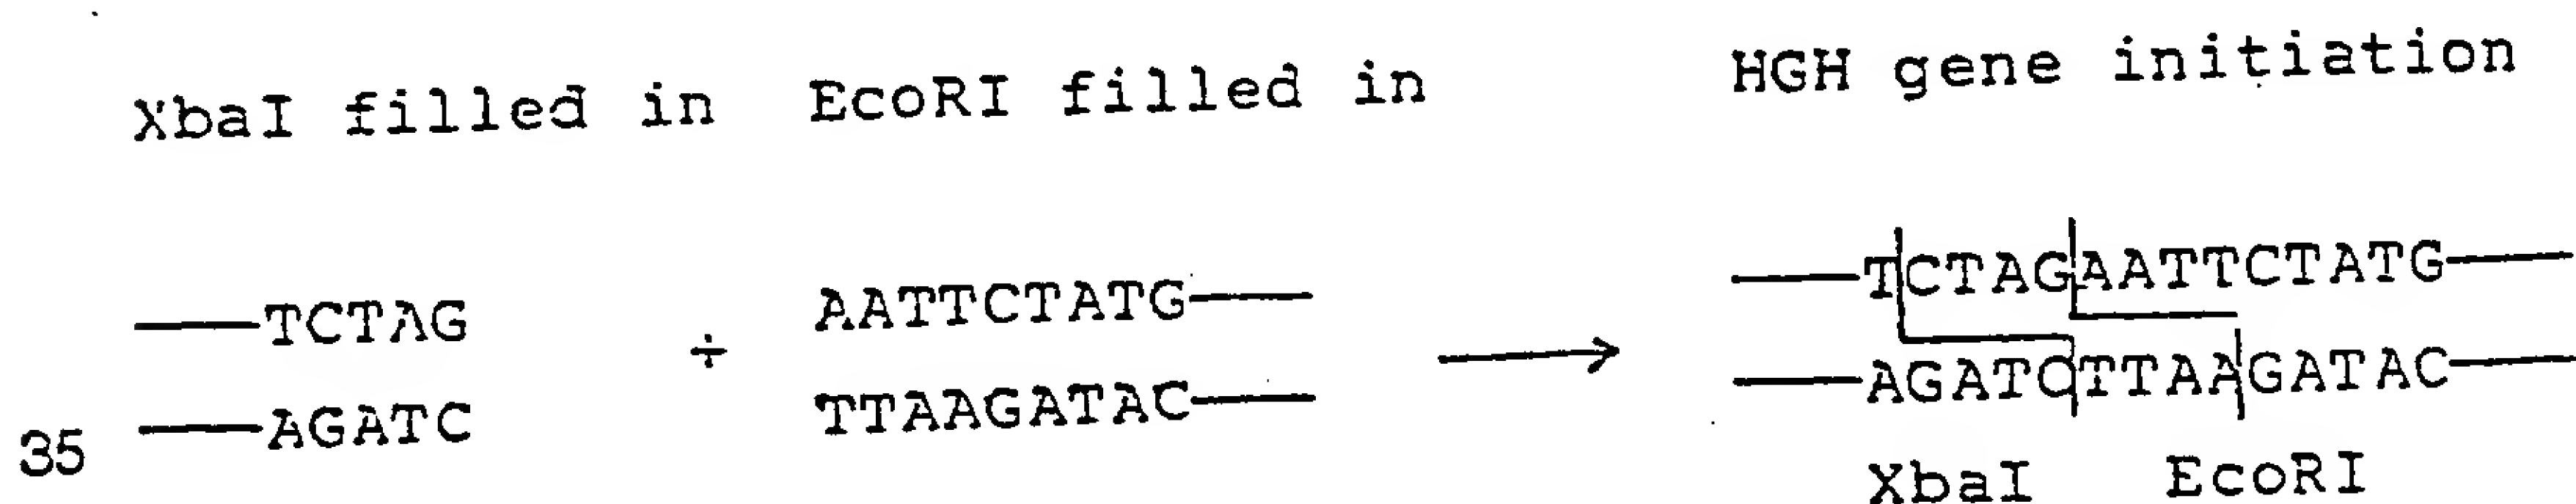 XbaI filled in EcoRI filled in HGH gene initiation
——TCTAG ÷ AATTCTATG—— ——→ ——TCTAGAATTCTATG——
35 ——AGATC TTAAGATAC—— ——AGATCTTAAGATAC——
XbaI EcoRI